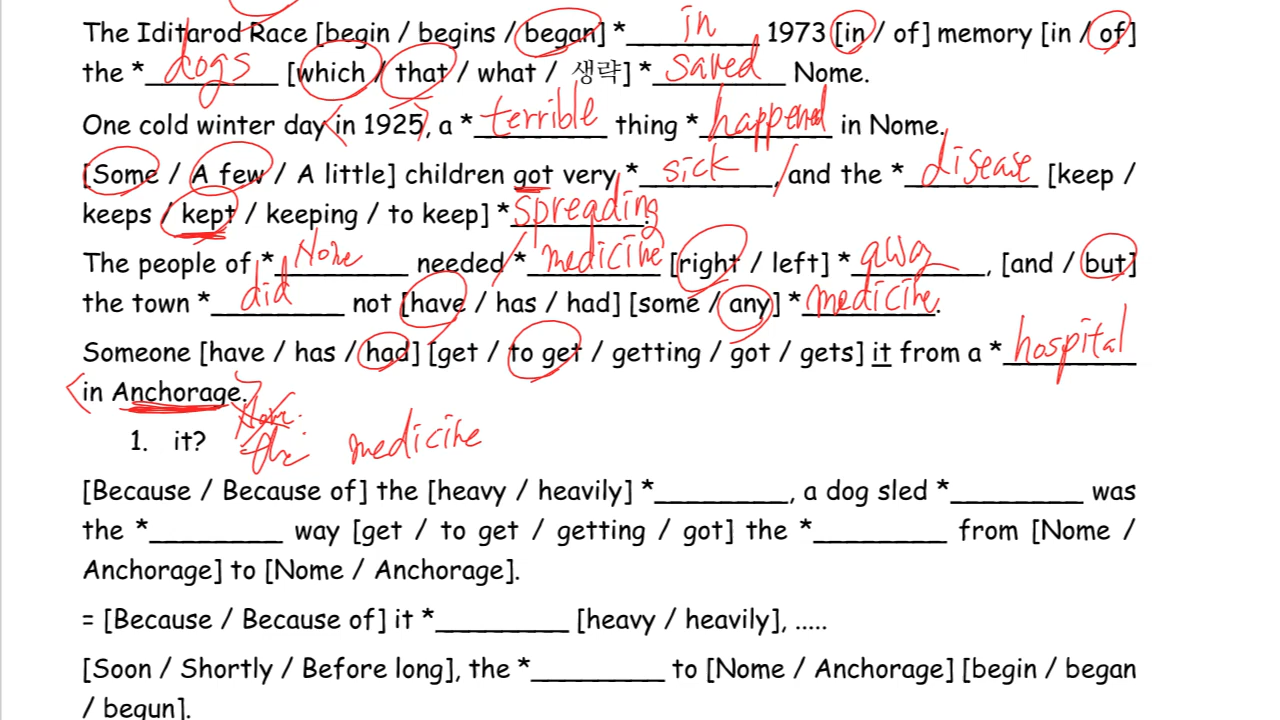 The Iditarod Race [begin / begins / began] * in 1973 [in / of] memory [in / of]
the * dogs [which / that / what / 생략] * saved Nome.
One cold winter day <in 1925>, a * terrible thing * happened in Nome.
[Some / A few / A little] children got very * sick, / and the * disease [keep /
keeps / kept / keeping / to keep] * spreading.
The people of * Nome needed * medicine [right / left] * away, [and / but]
the town * did not [have / has / had] [some / any] * medicine.
Someone [have / has / had] [get / to get / getting / got / gets] it from a * hospital
<in Anchorage.>
1. it? the medicine
[Because / Because of] the [heavy / heavily] *________, a dog sled *________ was
the *________ way [get / to get / getting / got] the *________ from [Nome /
Anchorage] to [Nome / Anchorage].
= [Because / Because of] it *________ [heavy / heavily], .....
[Soon / Shortly / Before long], the *________ to [Nome / Anchorage] [begin / began
/ begun].